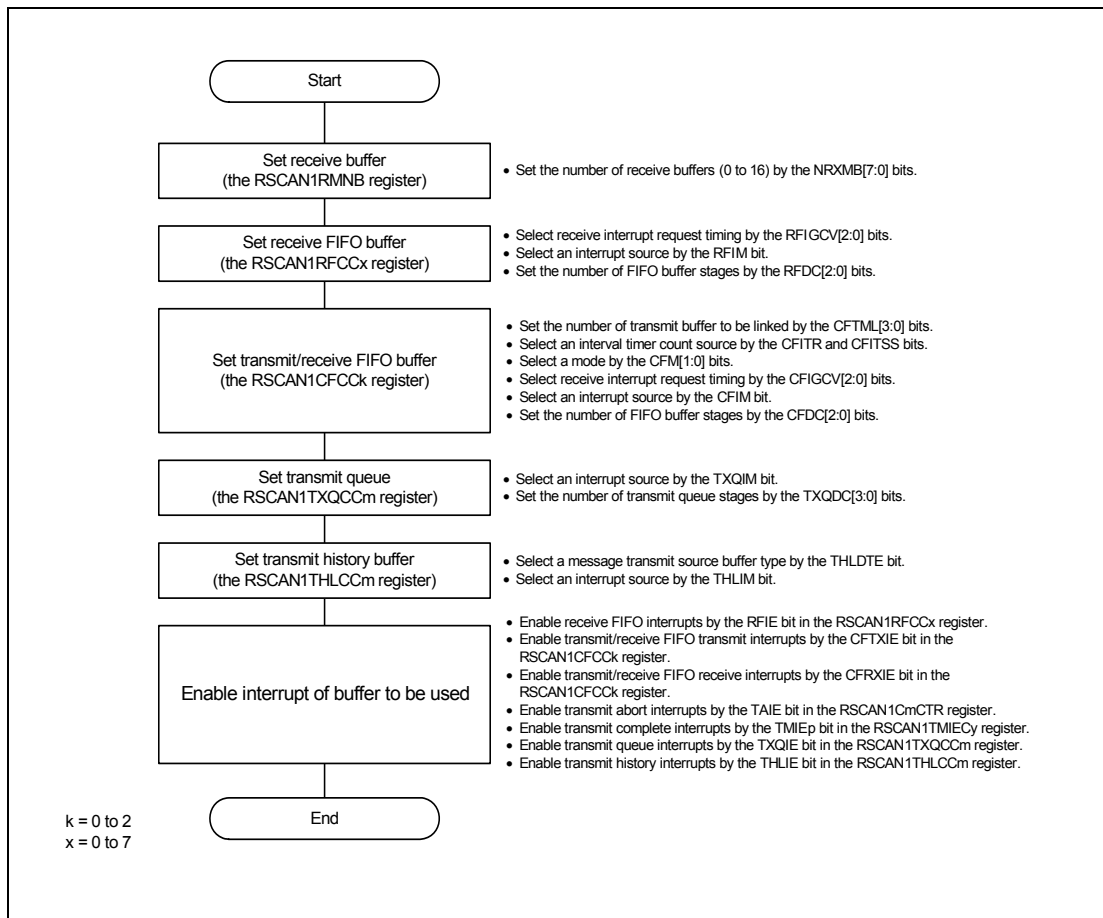 Start
Set receive buffer
(the RSCAN1RMNB register)
• Set the number of receive buffers (0 to 16) by the NRXMB[7:0] bits.
Set receive FIFO buffer
(the RSCAN1RFCCx register)
• Select receive interrupt request timing by the RFIGCV[2:0] bits.
• Select an interrupt source by the RFIM bit.
• Set the number of FIFO buffer stages by the RFDC[2:0] bits.
Set transmit/receive FIFO buffer
(the RSCAN1CFCCk register)
• Set the number of transmit buffer to be linked by the CFTML[3:0] bits.
• Select an interval timer count source by the CFITR and CFITSS bits.
• Select a mode by the CFM[1:0] bits.
• Select receive interrupt request timing by the CFIGCV[2:0] bits.
• Select an interrupt source by the CFIM bit.
• Set the number of FIFO buffer stages by the CFDC[2:0] bits.
Set transmit queue
(the RSCAN1TXQCCm register)
• Select an interrupt source by the TXQIM bit.
• Set the number of transmit queue stages by the TXQDC[3:0] bits.
Set transmit history buffer
(the RSCAN1THLCCm register)
• Select a message transmit source buffer type by the THLDTE bit.
• Select an interrupt source by the THLIM bit.
Enable interrupt of buffer to be used
• Enable receive FIFO interrupts by the RFIE bit in the RSCAN1RFCCx register.
• Enable transmit/receive FIFO transmit interrupts by the CFTXIE bit in the
RSCAN1CFCCk register.
• Enable transmit/receive FIFO receive interrupts by the CFRXIE bit in the
RSCAN1CFCCk register.
• Enable transmit abort interrupts by the TAIE bit in the RSCAN1CmCTR register.
• Enable transmit complete interrupts by the TMIEp bit in the RSCAN1TMIECy register.
• Enable transmit queue interrupts by the TXQIE bit in the RSCAN1TXQCCm register.
• Enable transmit history interrupts by the THLIE bit in the RSCAN1THLCCm register.
End
k = 0 to 2
x = 0 to 7